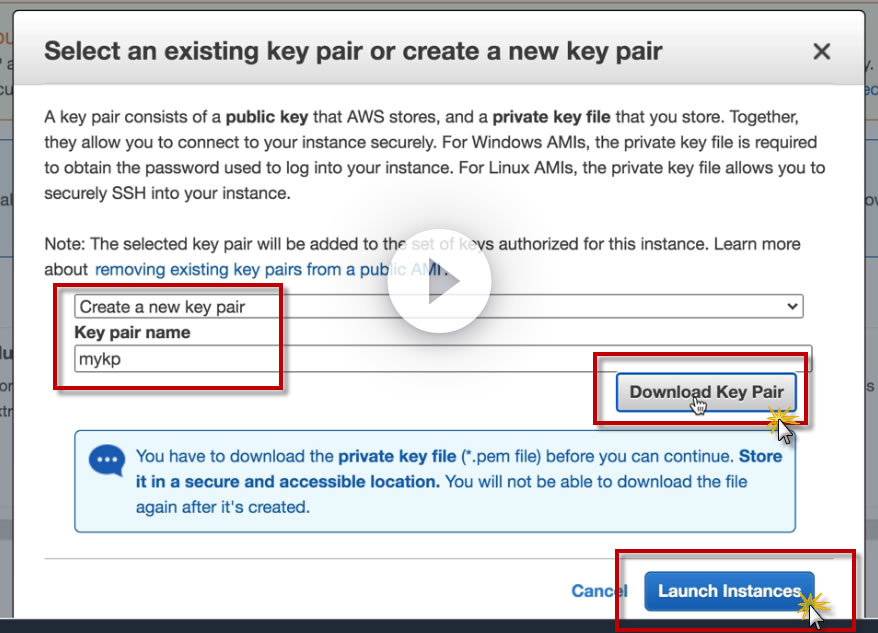 Select an existing key pair or create a new key pair
A key pair consists of a public key that AWS stores, and a private key file that you store. Together,
they allow you to connect to your instance securely. For Windows AMIs, the private key file is required
to obtain the password used to log into your instance. For Linux AMIs, the private key file allows you to
securely SSH into your instance.
Note: The selected key pair will be added to the set of keys authorized for this instance. Learn more
about removing existing key pairs from a public AMI.
Create a new key pair
Key pair name
mykp
Download Key Pair
You have to download the private key file (*.pem file) before you can continue. Store
it in a secure and accessible location. You will not be able to download the file
again after it's created.
Cancel
Launch Instances